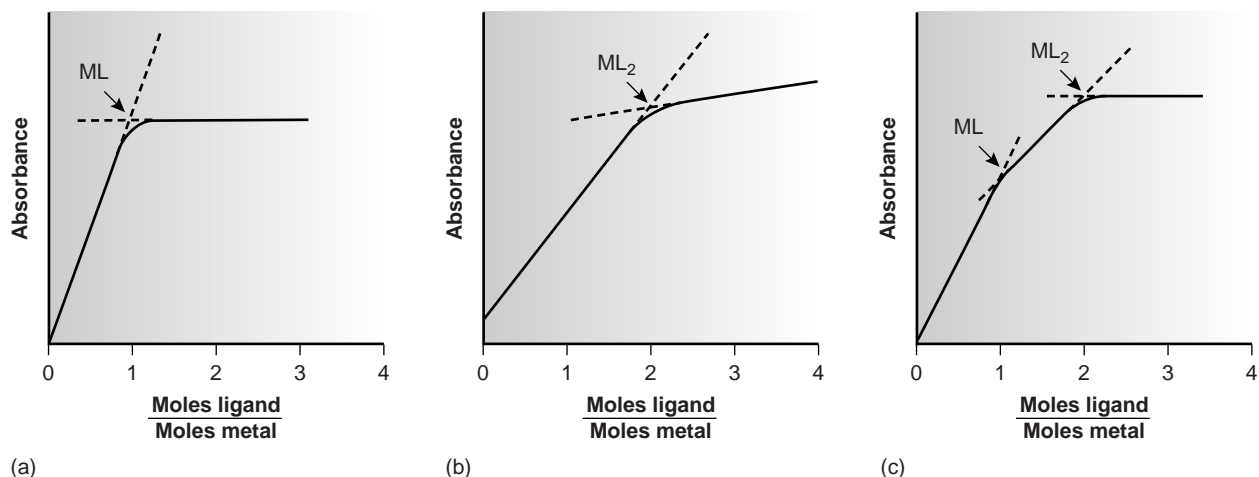 ML
Absorbance
0 1 2 3 4
Moles ligand
Moles metal
(a)
ML2
Absorbance
0 1 2 3 4
Moles ligand
Moles metal
(b)
ML2
ML
Absorbance
0 1 2 3 4
Moles ligand
Moles metal
(c)